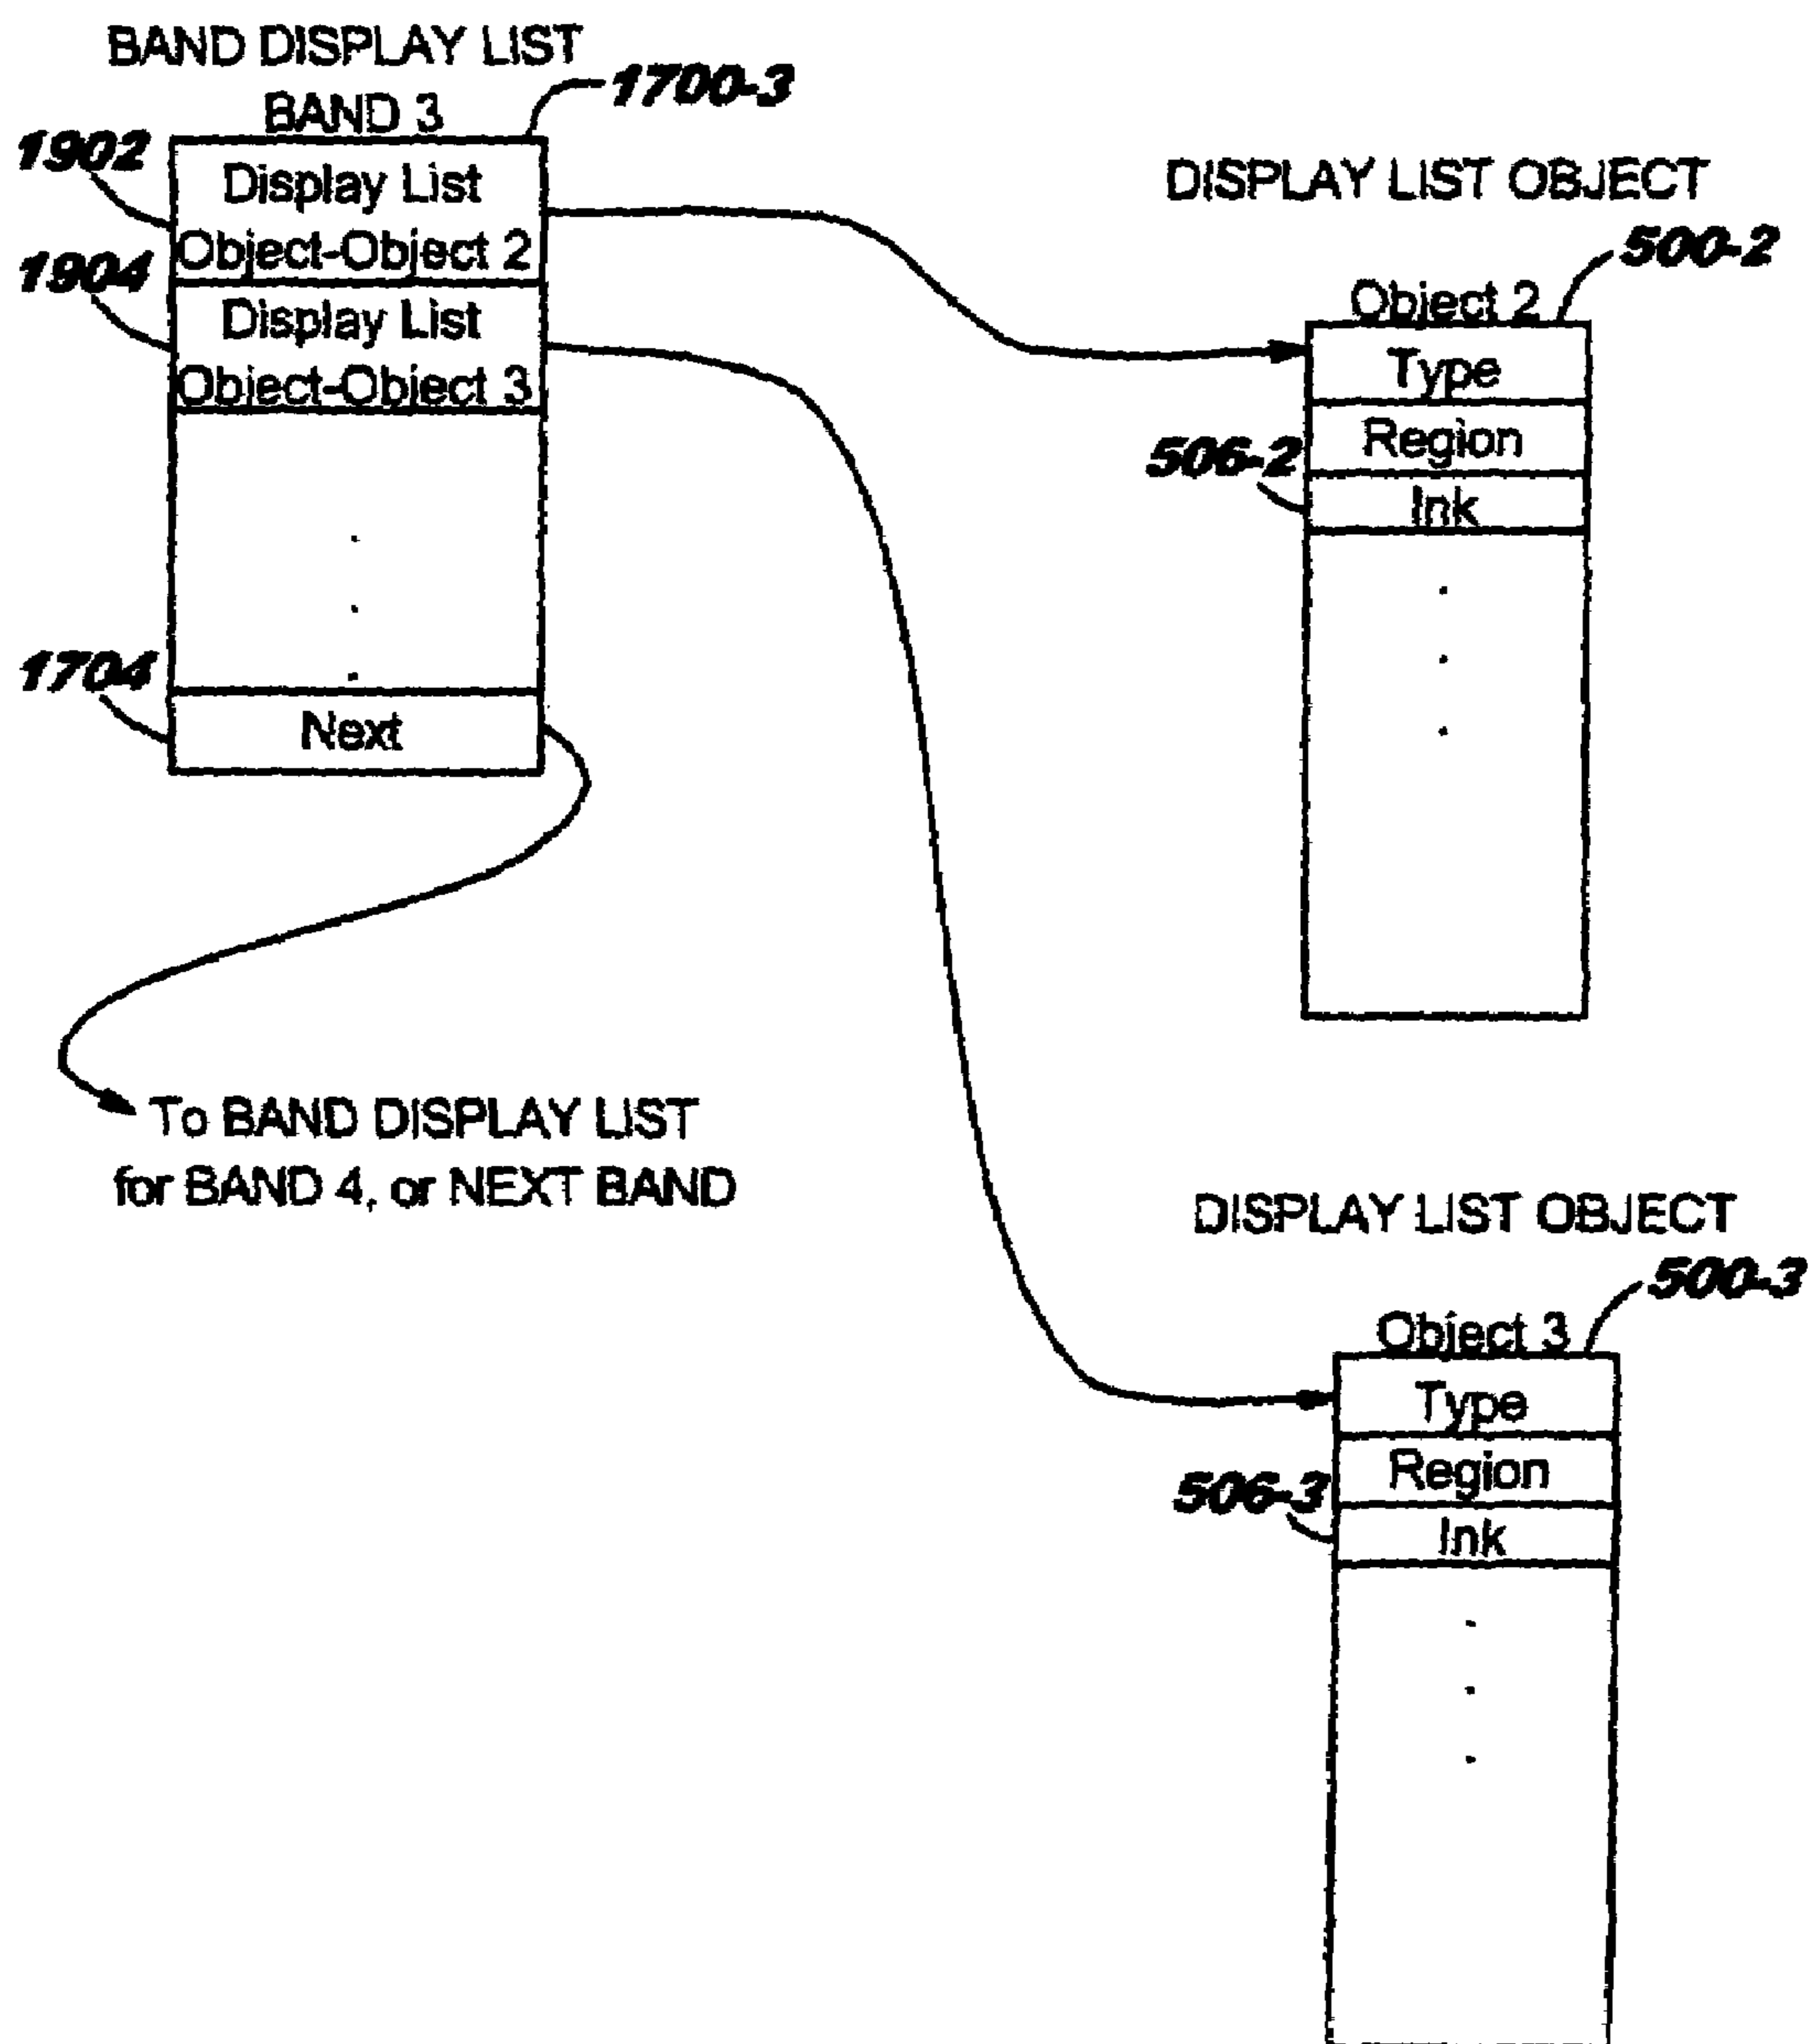 BAND DISPLAY LIST
BAND 3
1700-3
1902
Display List
Object-Object 2
1904
Display List
Object-Object 3
.
.
.
1704
Next
To BAND DISPLAY LIST
for BAND 4, or NEXT BAND
DISPLAY LIST OBJECT
500-2
Object 2
Type
Region
506-2
Ink
.
.
.
DISPLAY LIST OBJECT
500-3
Object 3
Type
Region
506-3
Ink
.
.
.